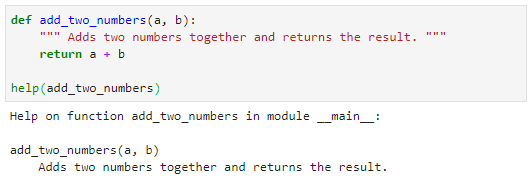 def add_two_numbers(a, b):
    """ Adds two numbers together and returns the result. """
    return a + b

help(add_two_numbers)
Help on function add_two_numbers in module __main__:

add_two_numbers(a, b)
    Adds two numbers together and returns the result.